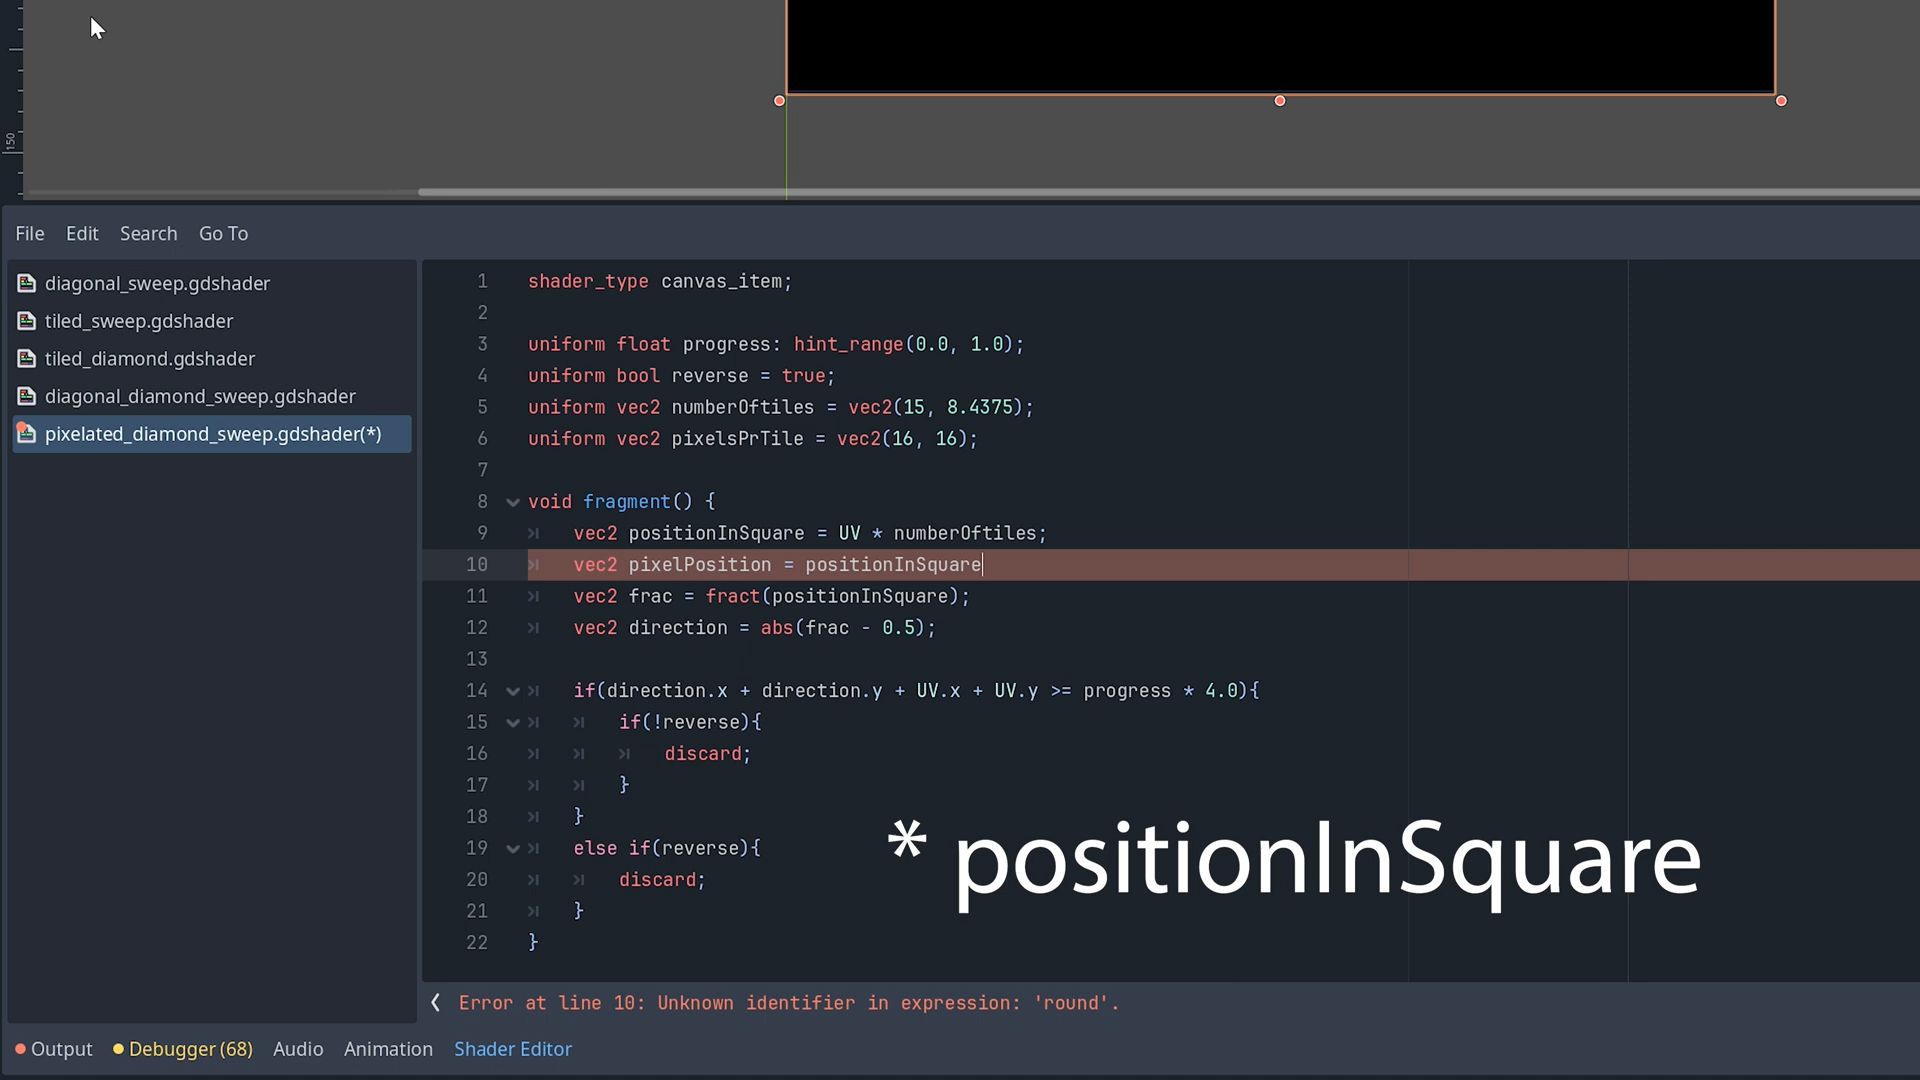 150
File Edit Search Go To
diagonal_sweep.gdshader
tiled_sweep.gdshader
tiled_diamond.gdshader
diagonal_diamond_sweep.gdshader
pixelated_diamond_sweep.gdshader(*)
1 shader_type canvas_item;
2
3 uniform float progress: hint_range(0.0, 1.0);
4 uniform bool reverse = true;
5 uniform vec2 numberOftiles = vec2(15, 8.4375);
6 uniform vec2 pixelsPrTile = vec2(16, 16);
7
8 void fragment() {
9 vec2 positionInSquare = UV * numberOftiles;
10 vec2 pixelPosition = positionInSquare
11 vec2 frac = fract(positionInSquare);
12 vec2 direction = abs(frac - 0.5);
13
14 if(direction.x + direction.y + UV.x + UV.y >= progress * 4.0){
15 if(!reverse){
16 discard;
17 }
18 }
19 else if(reverse){
20 discard;
21 }
22 }
* positionInSquare
Error at line 10: Unknown identifier in expression: 'round'.
Output Debugger (68) Audio Animation Shader Editor